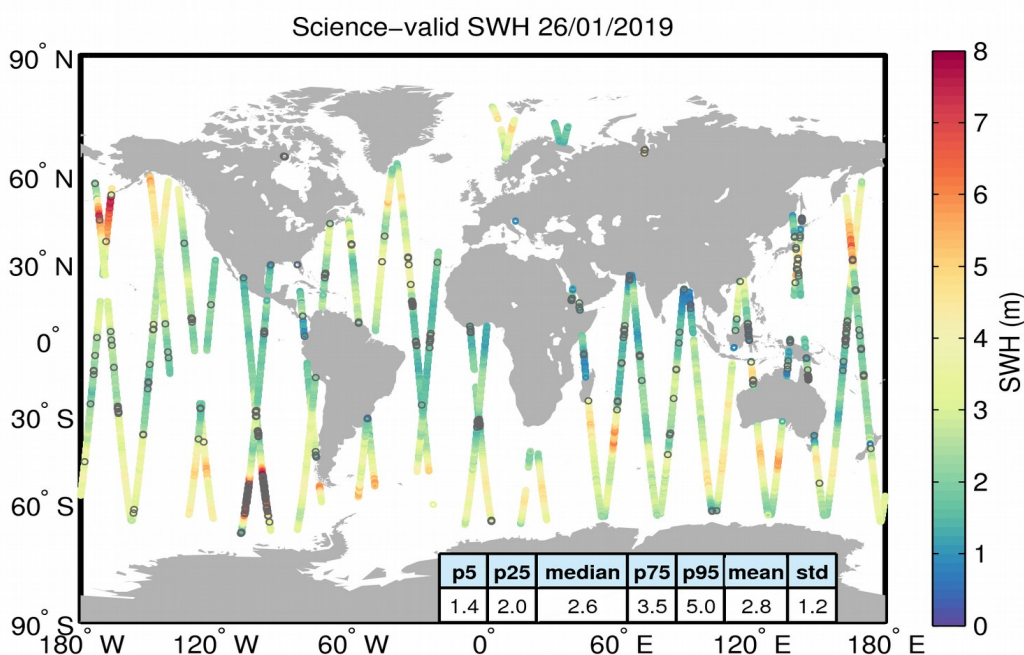 Science-valid SWH 26/01/2019
90° N
60° N
30° N
0°
30° S
60° S
90° S
180° W
120° W
60° W
0°
60° E
120° E
180° E
p5 p25 median p75 p95 mean std
1.4 2.0 2.6 3.5 5.0 2.8 1.2
8
7
6
5
4
3
2
1
0
SWH (m)